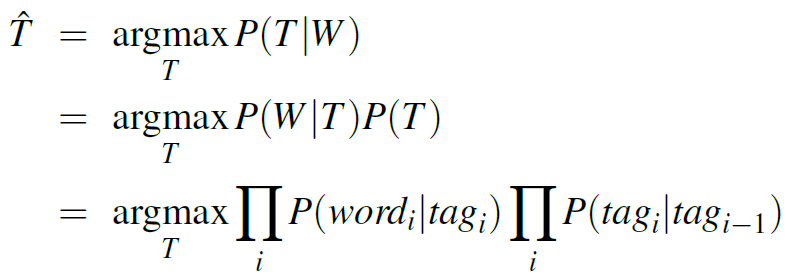 T̂ = argmax_T P(T|W)
= argmax_T P(W|T)P(T)
= argmax_T ∏_i P(word_i|tag_i) ∏_i P(tag_i|tag_{i−1})